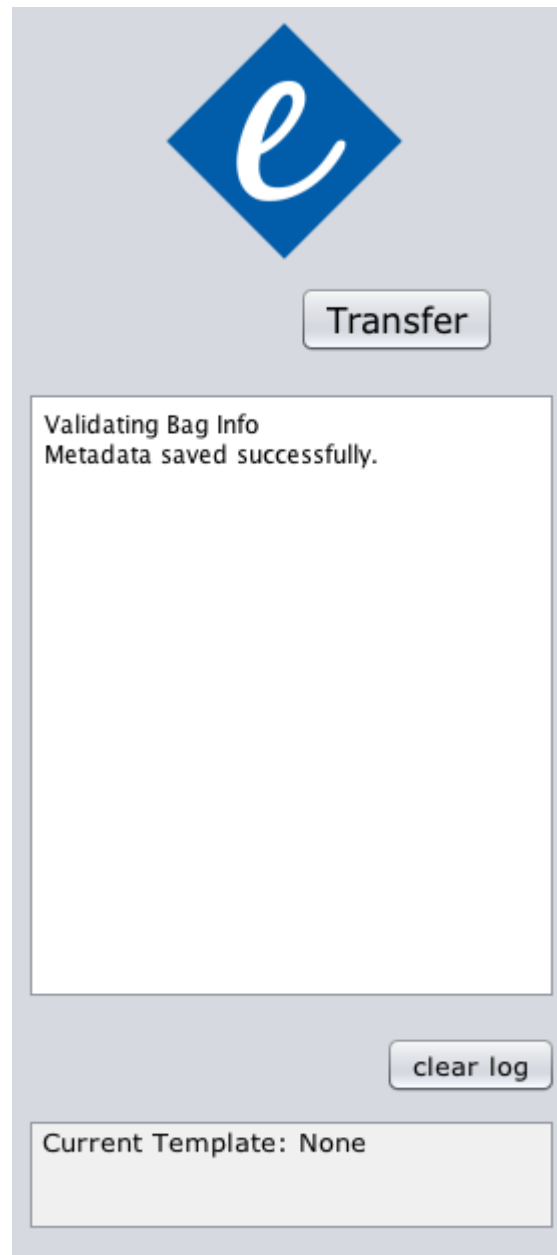 e
Transfer
Validating Bag Info
Metadata saved successfully.
clear log
Current Template: None